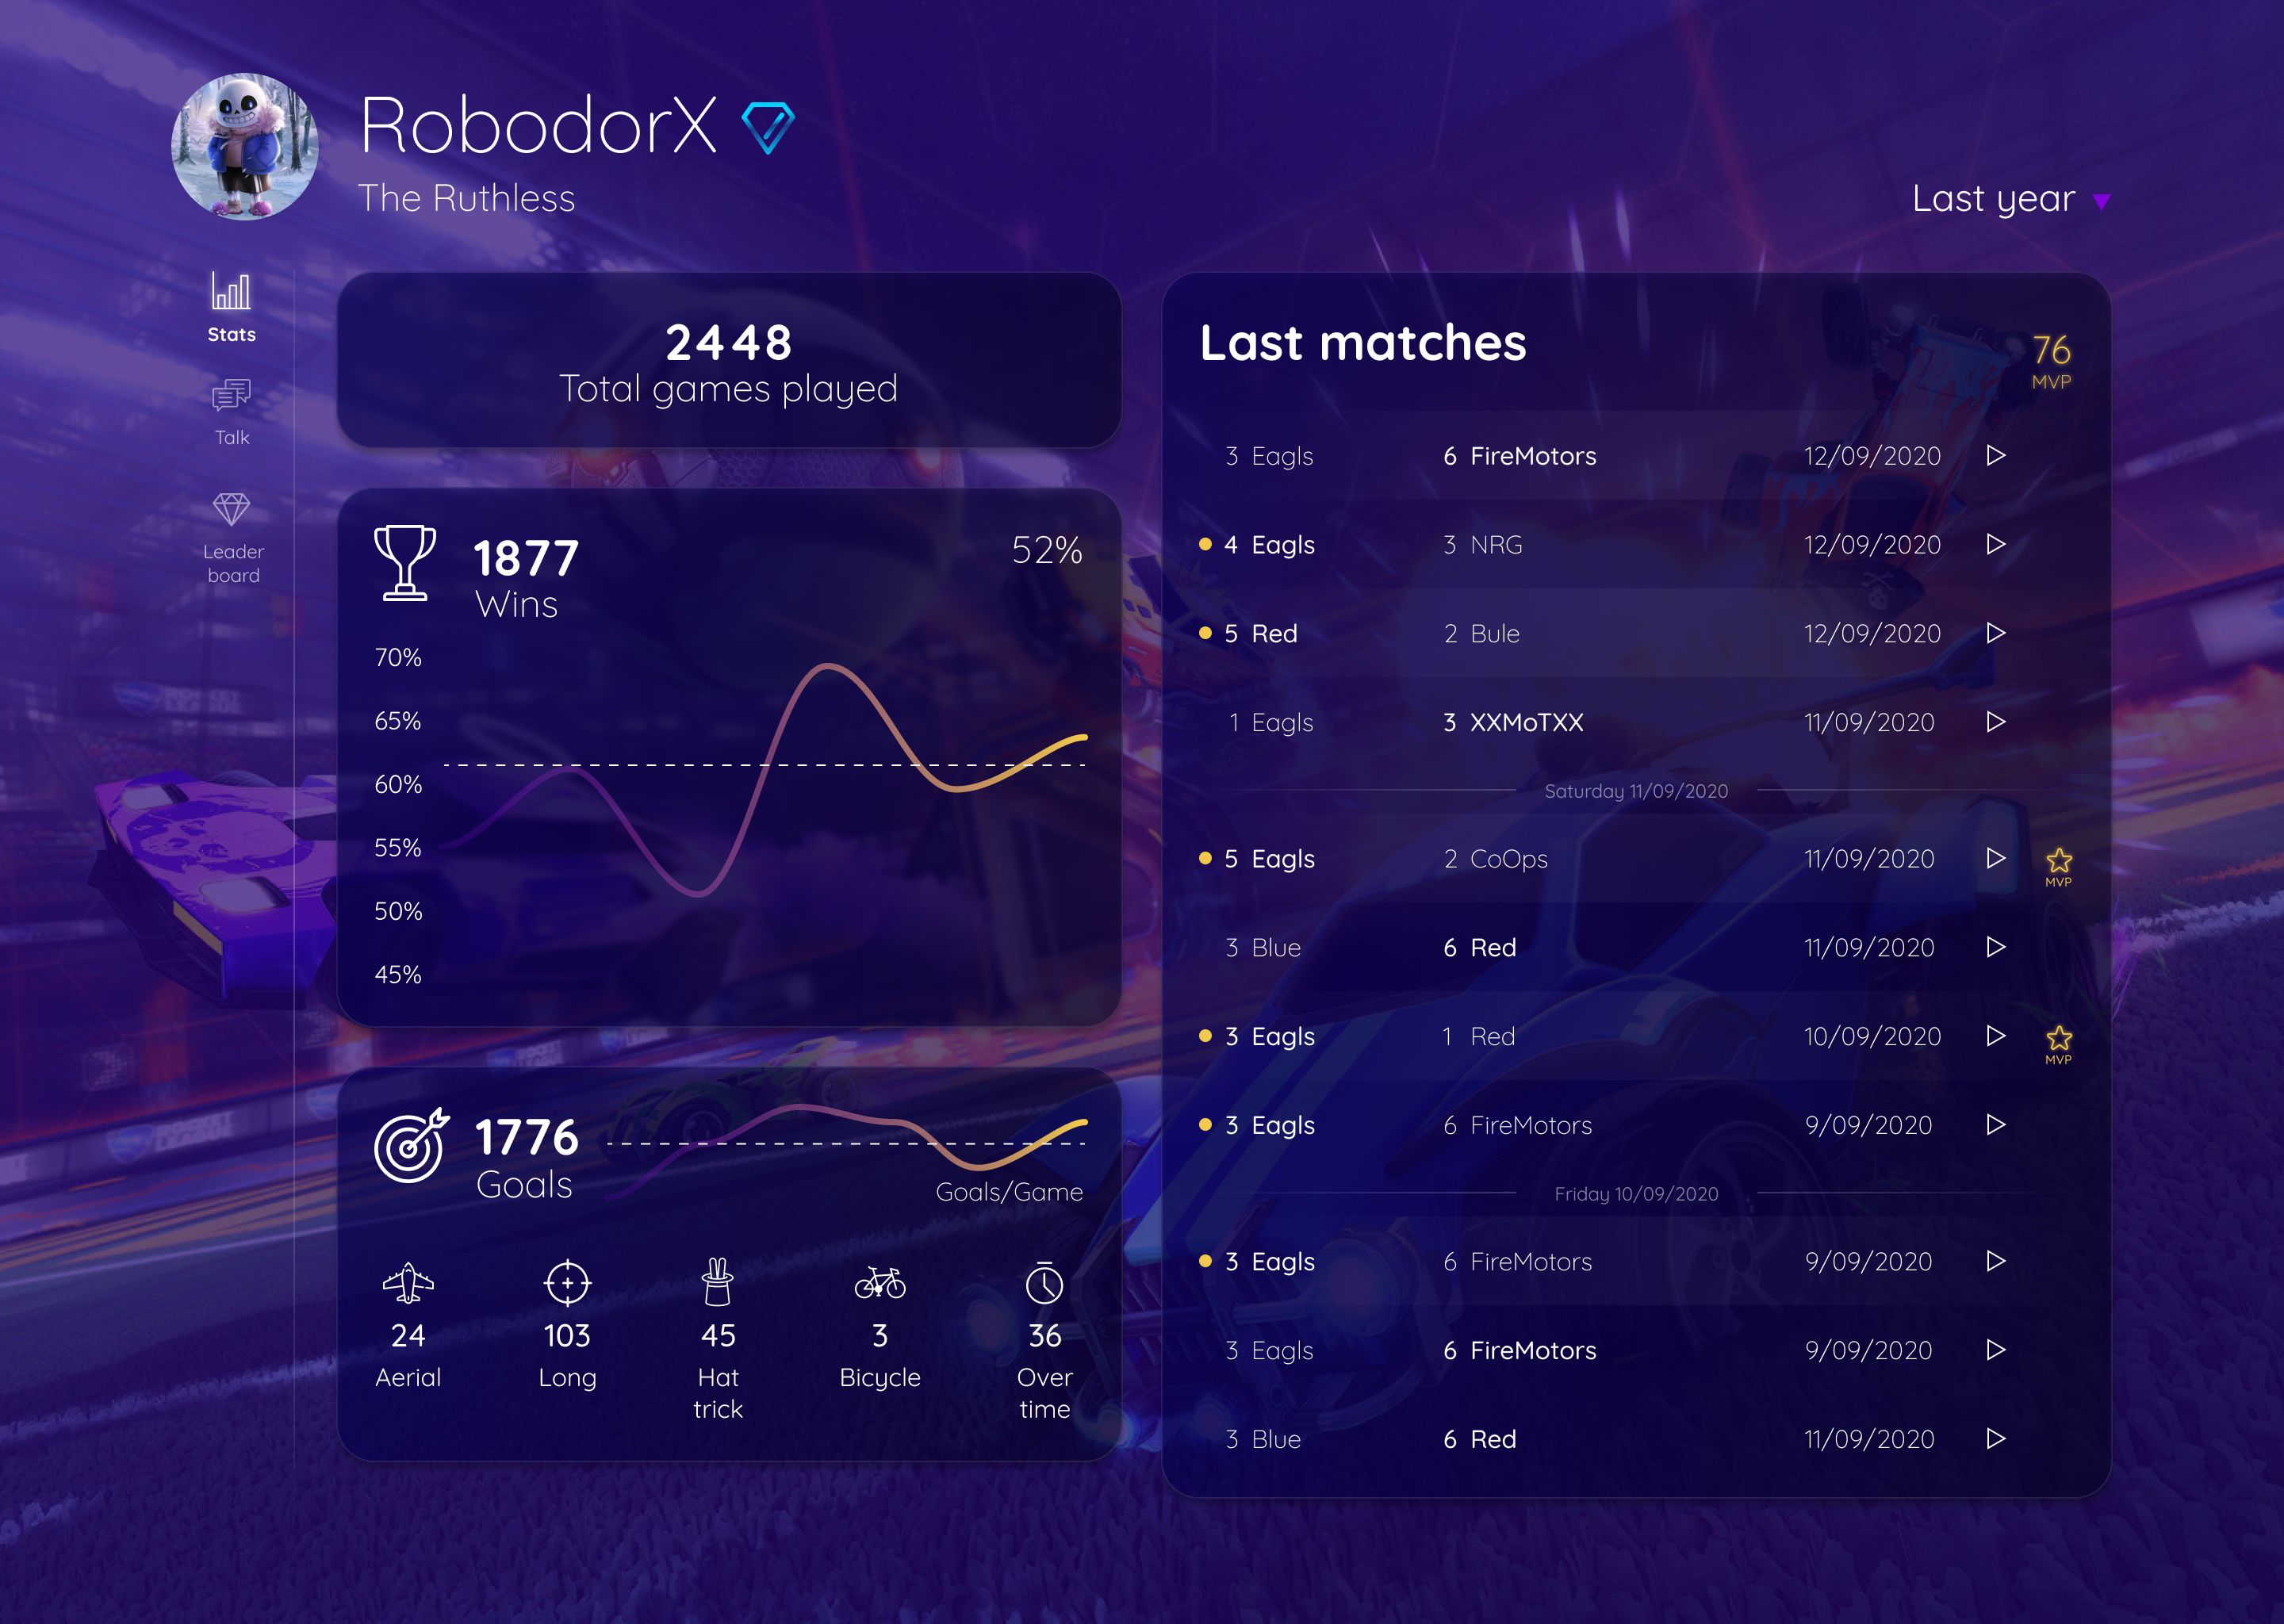 RobodorX
The Ruthless
Last year
Stats
Talk
Leader
board
2448
Total games played
1877
Wins
52%
70%
65%
60%
55%
50%
45%
1776
Goals
Goals/Game
24
Aerial
103
Long
45
Hat
trick
3
Bicycle
36
Over
time
Last matches
76
MVP
3 Eagls 6 FireMotors 12/09/2020
4 Eagls 3 NRG 12/09/2020
5 Red 2 Bule 12/09/2020
1 Eagls 3 XXMoTXX 11/09/2020
Saturday 11/09/2020
5 Eagls 2 CoOps 11/09/2020
MVP
3 Blue 6 Red 11/09/2020
3 Eagls 1 Red 10/09/2020
MVP
3 Eagls 6 FireMotors 9/09/2020
Friday 10/09/2020
3 Eagls 6 FireMotors 9/09/2020
3 Eagls 6 FireMotors 9/09/2020
3 Blue 6 Red 11/09/2020